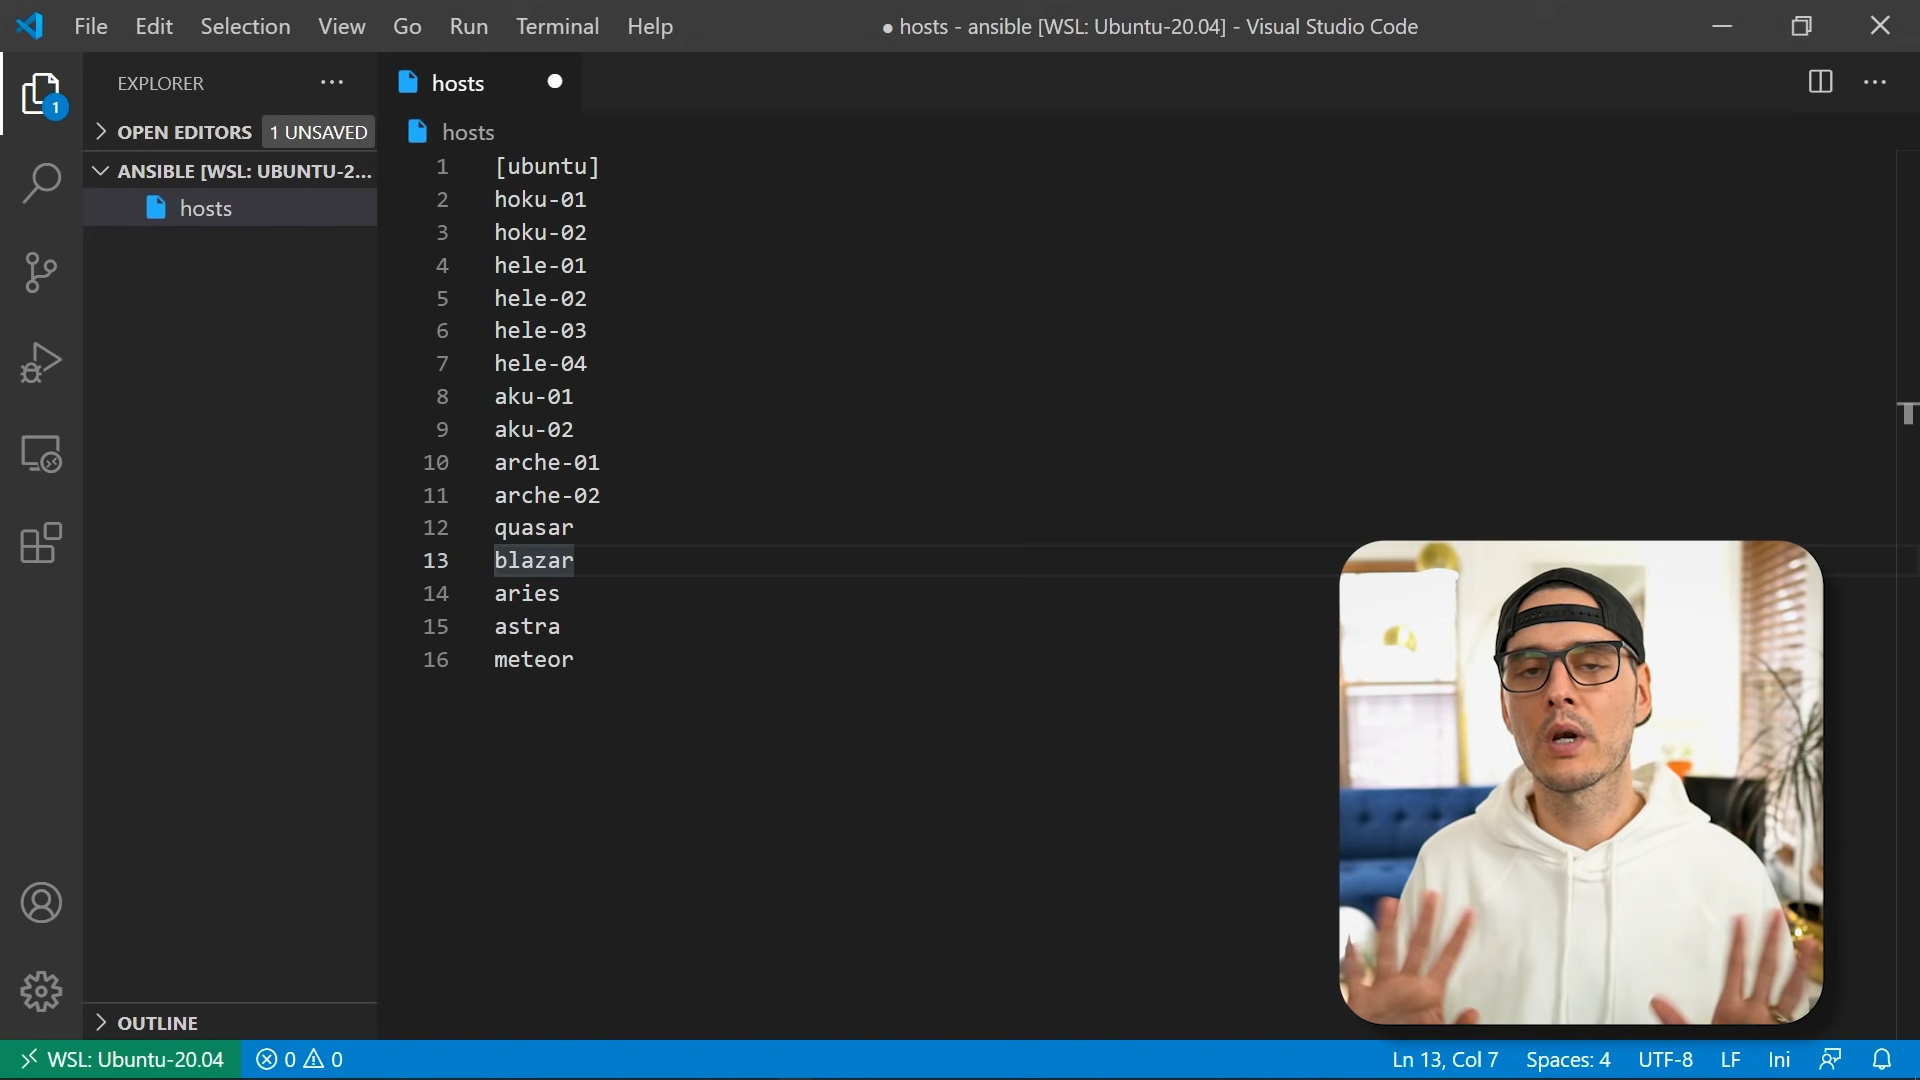 File Edit Selection View Go Run Terminal Help
● hosts - ansible [WSL: Ubuntu-20.04] - Visual Studio Code
EXPLORER
1
OPEN EDITORS 1 UNSAVED
ANSIBLE [WSL: UBUNTU-2...
hosts
hosts
hosts
1 [ubuntu]
2 hoku-01
3 hoku-02
4 hele-01
5 hele-02
6 hele-03
7 hele-04
8 aku-01
9 aku-02
10 arche-01
11 arche-02
12 quasar
13 blazar
14 aries
15 astra
16 meteor
OUTLINE
WSL: Ubuntu-20.04 0 0
Ln 13, Col 7 Spaces: 4 UTF-8 LF Ini